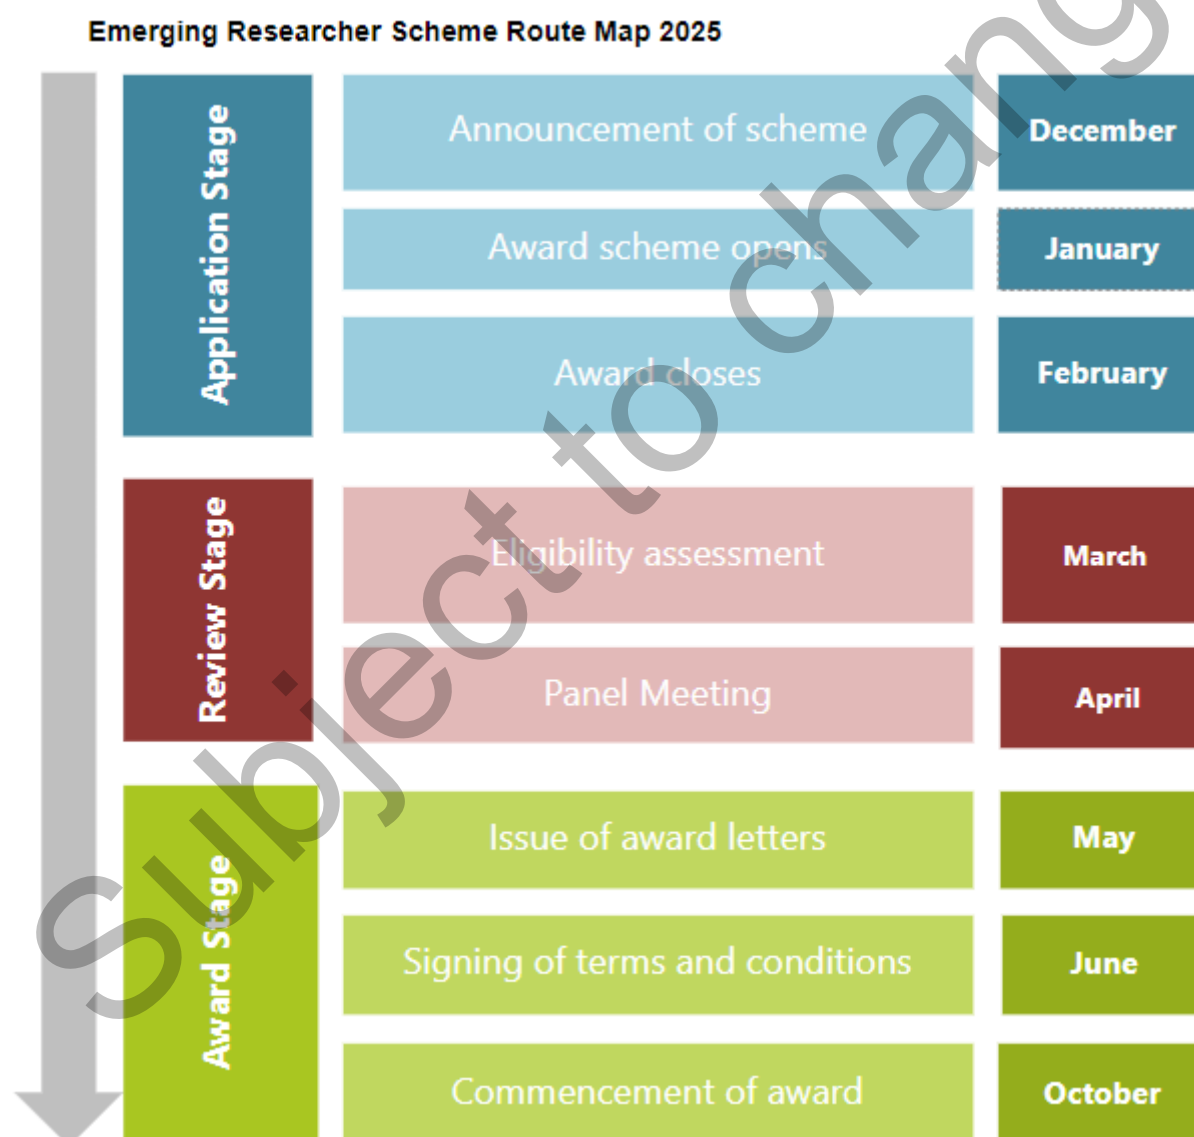 Emerging Researcher Scheme Route Map 2025
Application Stage
Announcement of scheme
December
Award scheme opens
January
Award closes
February
Review Stage
Eligibility assessment
March
Panel Meeting
April
Award Stage
Issue of award letters
May
Signing of terms and conditions
June
Commencement of award
October
Subject to chang